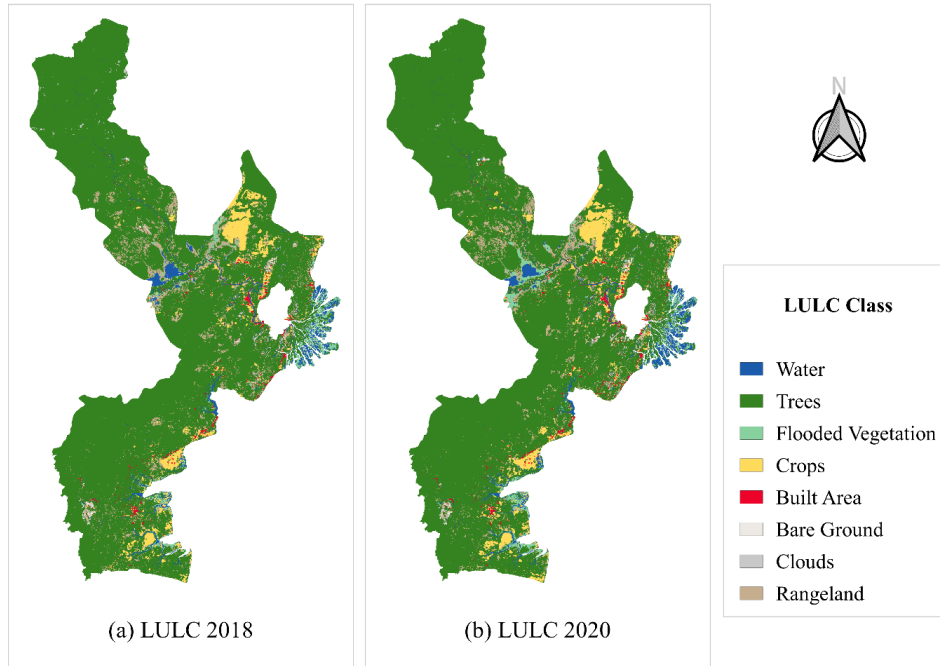 N
LULC Class
Water
Trees
Flooded Vegetation
Crops
Built Area
Bare Ground
Clouds
Rangeland
(a) LULC 2018
(b) LULC 2020